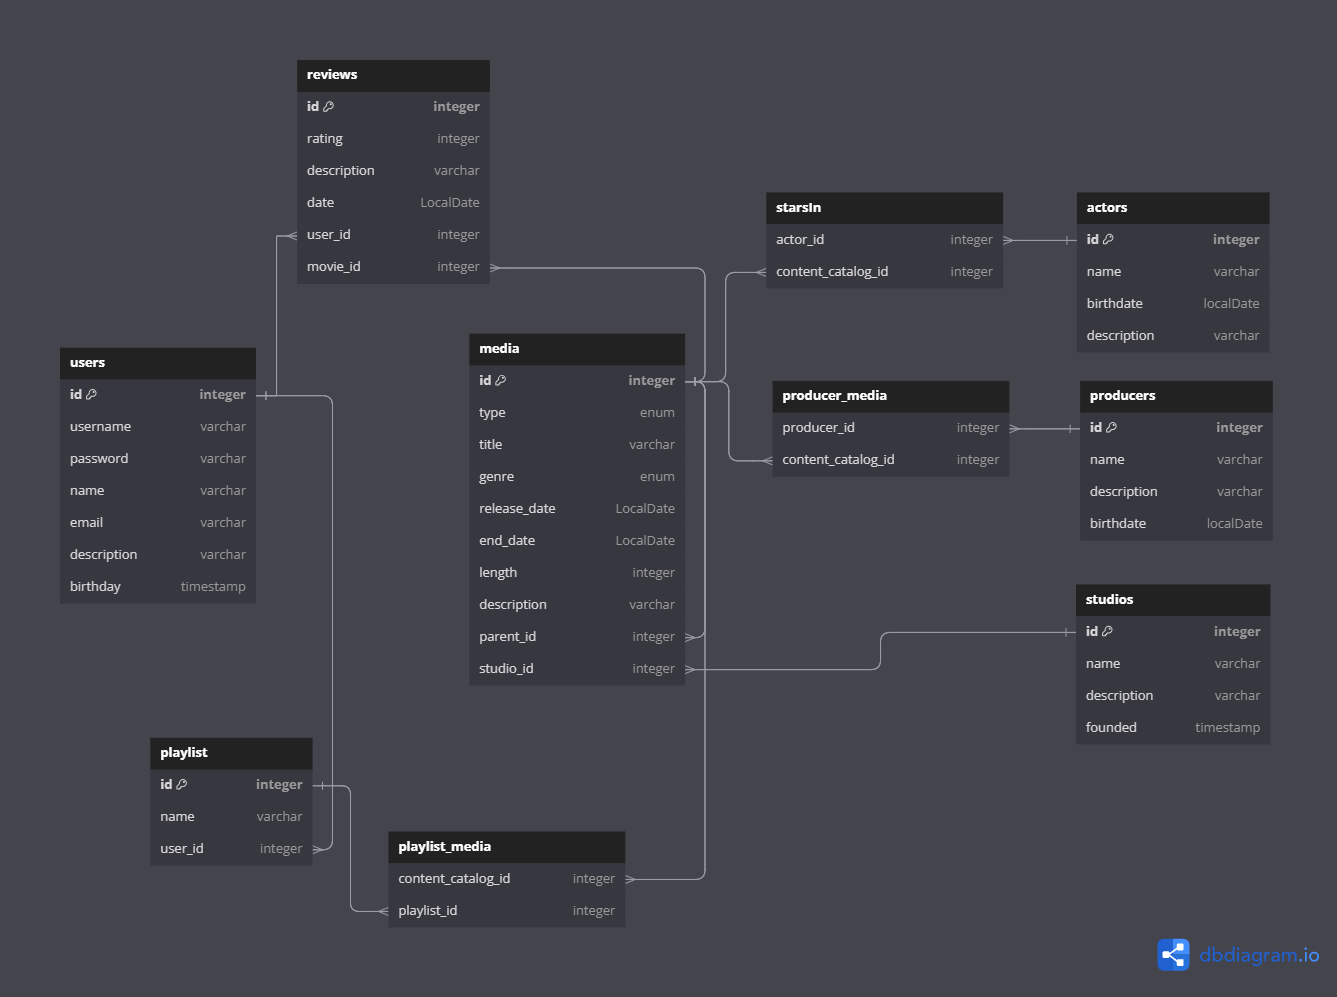 reviews
id integer
rating integer
description varchar
date LocalDate
user_id integer
movie_id integer
starsIn
actor_id integer
content_catalog_id integer
actors
id integer
name varchar
birthdate localDate
description varchar
users
id integer
username varchar
password varchar
name varchar
email varchar
description varchar
birthday timestamp
media
id integer
type enum
title varchar
genre enum
release_date LocalDate
end_date LocalDate
length integer
description varchar
parent_id integer
studio_id integer
producer_media
producer_id integer
content_catalog_id integer
producers
id integer
name varchar
description varchar
birthdate localDate
studios
id integer
name varchar
description varchar
founded timestamp
playlist
id integer
name varchar
user_id integer
playlist_media
content_catalog_id integer
playlist_id integer
dbdiagram.io